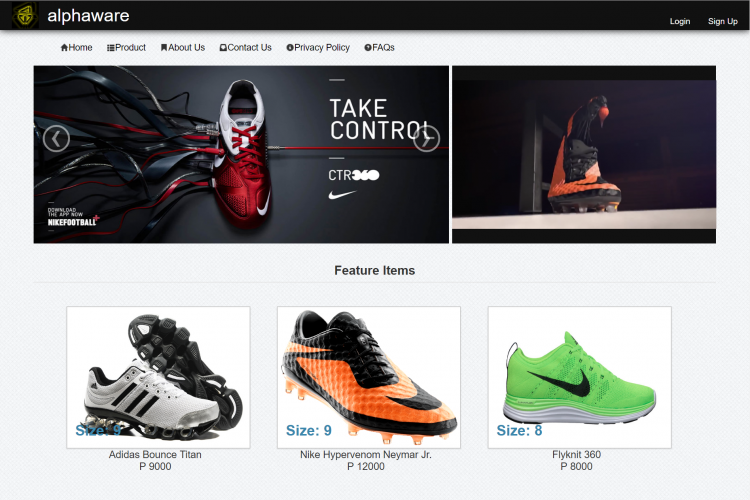 alphaware
Login
Sign Up
Home
Product
About Us
Contact Us
Privacy Policy
FAQs
TAKE
CONTROL
CTR360
DOWNLOAD
THE APP NOW
NIKEFOOTBALL
Feature Items
Size: 9
Size: 9
Size: 8
Adidas Bounce Titan
Nike Hypervenom Neymar Jr.
Flyknit 360
P 9000
P 12000
P 8000